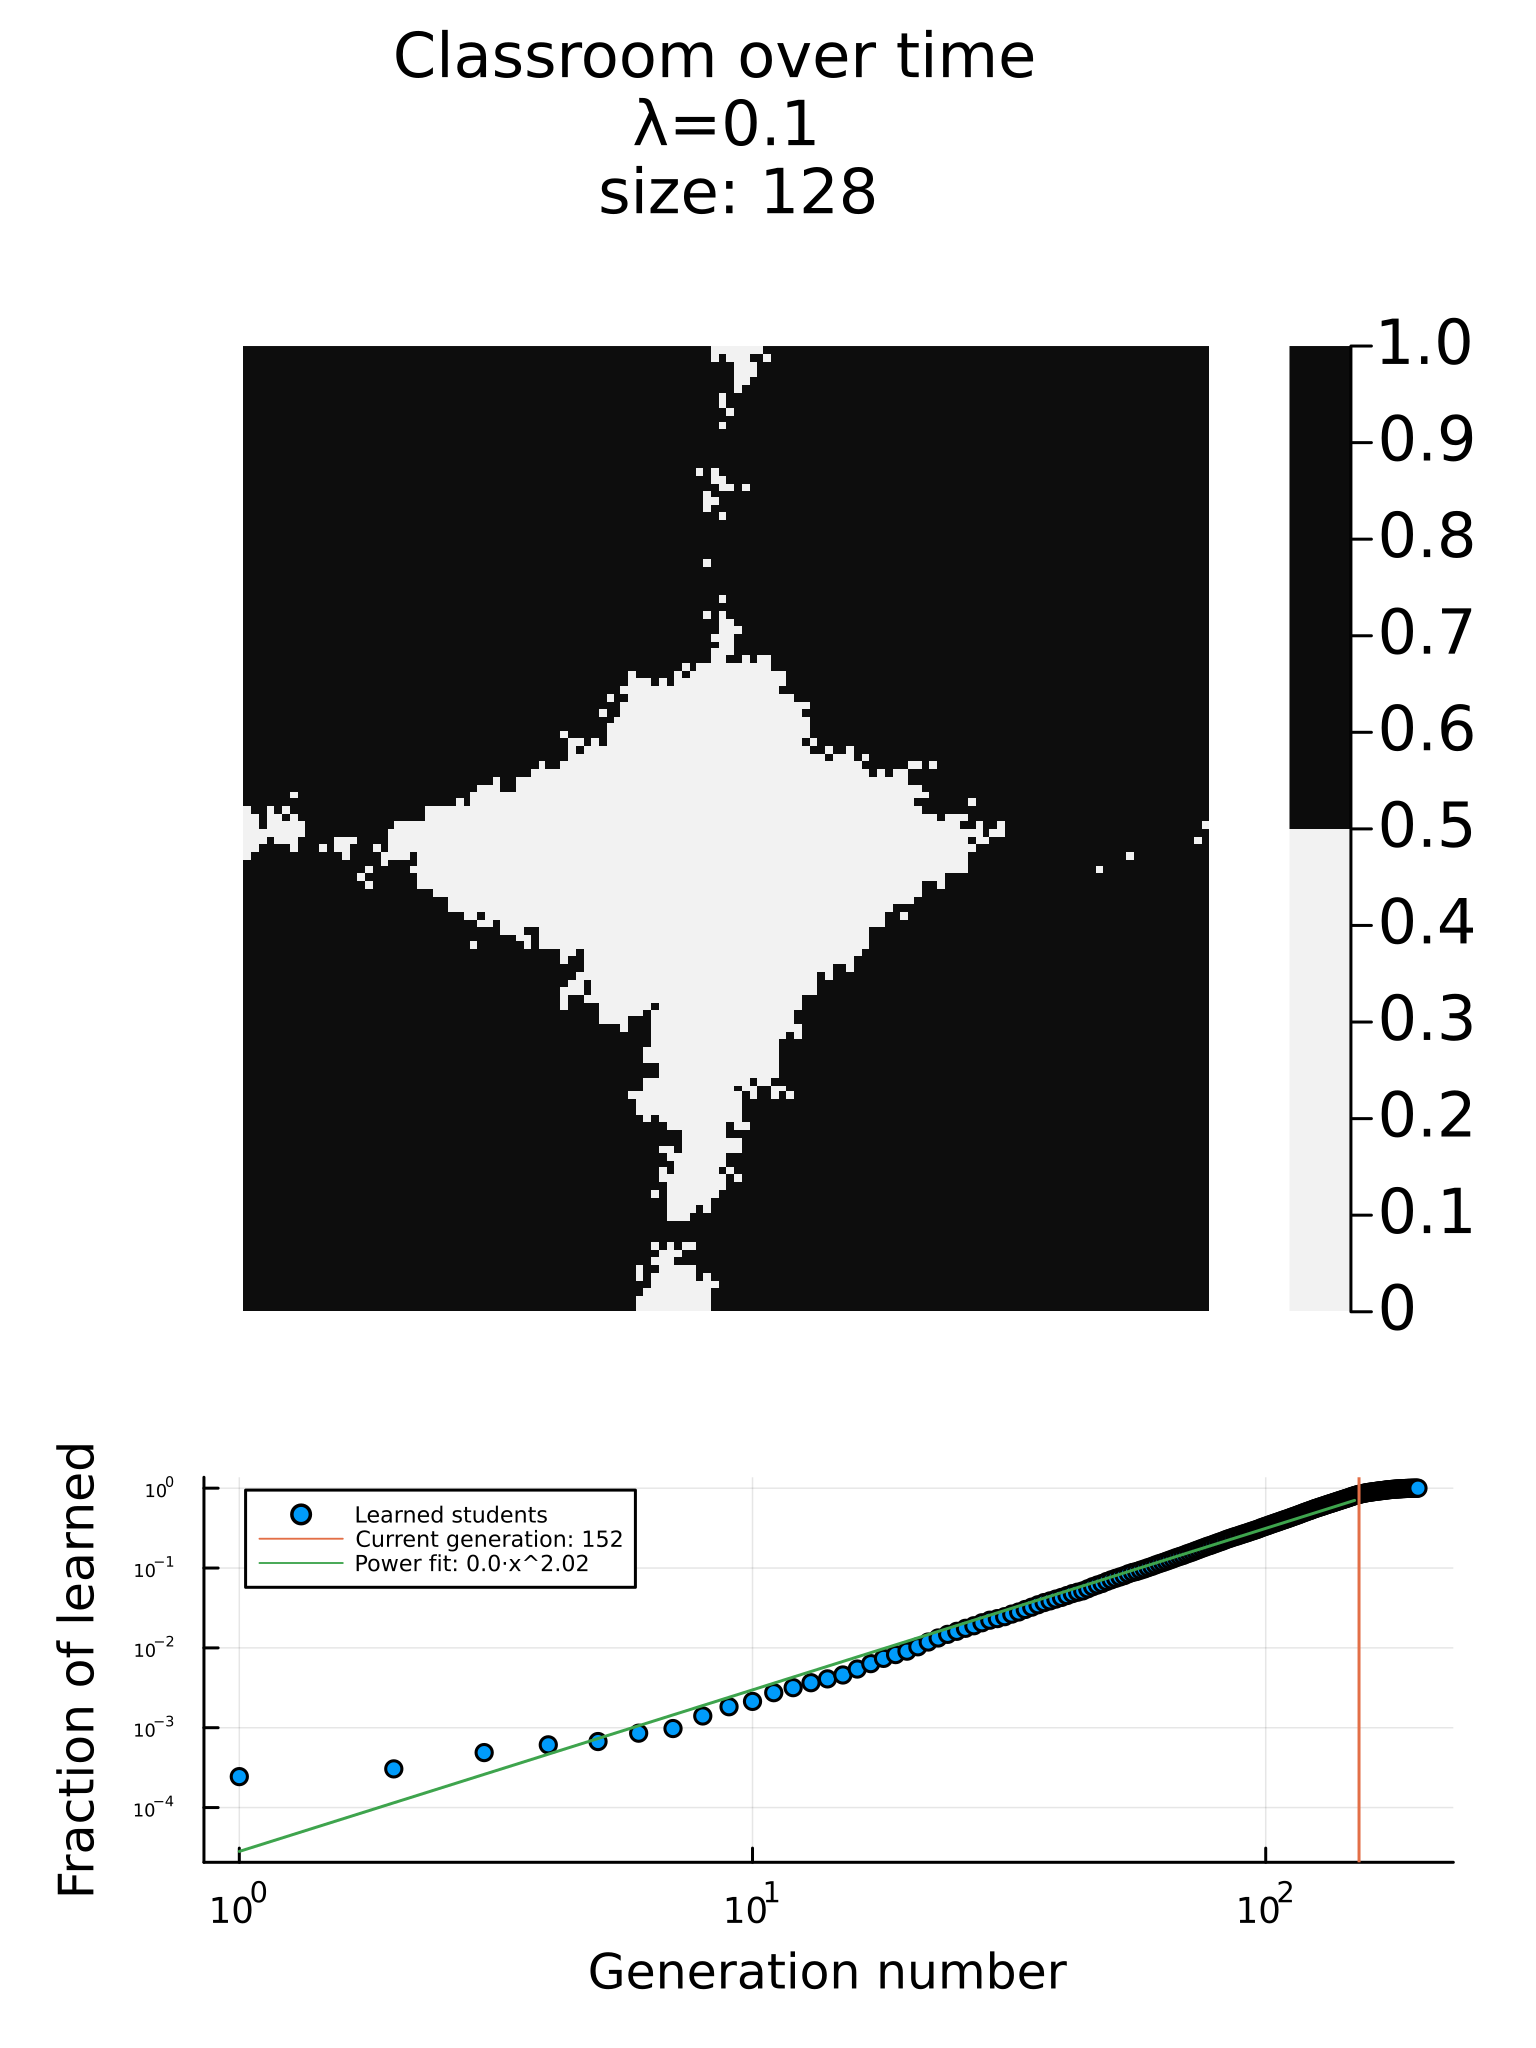 Classroom over time
λ=0.1
size: 128
1.0
0.9
0.8
0.7
0.6
0.5
0.4
0.3
0.2
0.1
0
Fraction of learned
10^0
10^-1
10^-2
10^-3
10^-4
Learned students
Current generation: 152
Power fit: 0.0·x^2.02
10^0 10^1 10^2
Generation number